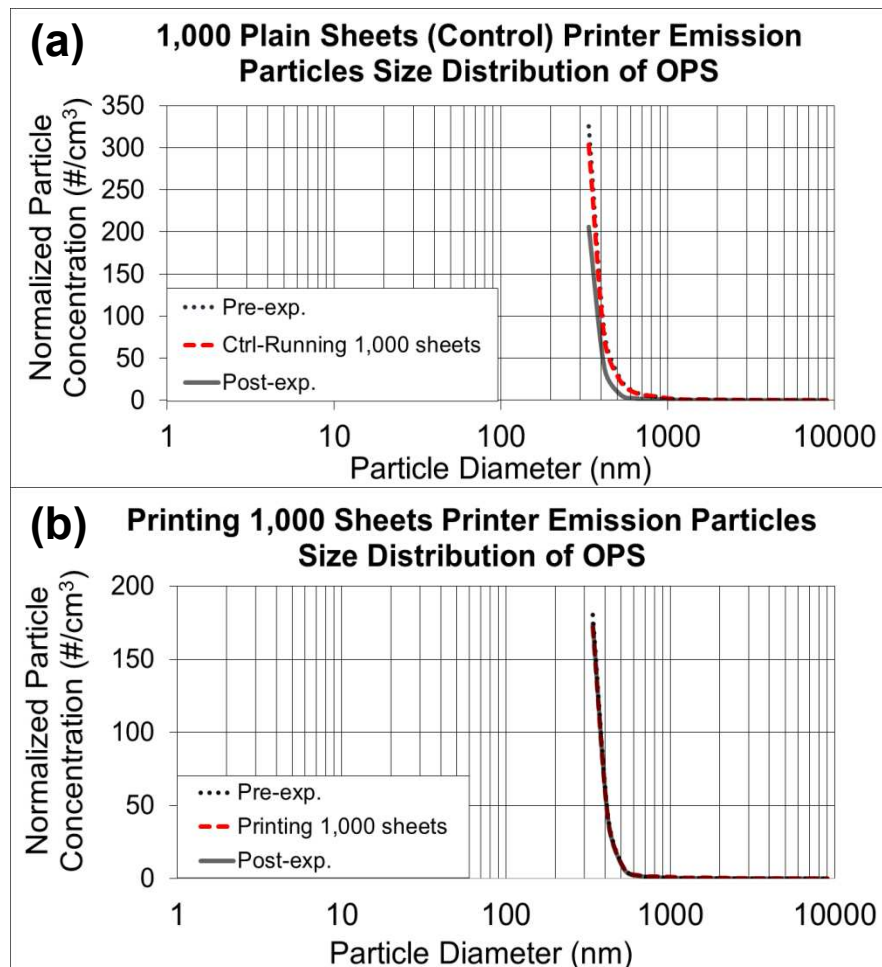 (a)
1,000 Plain Sheets (Control) Printer Emission
Particles Size Distribution of OPS
Normalized Particle
Concentration (#/cm³)
350
300
250
200
150
100
50
0
Pre-exp.
Ctrl-Running 1,000 sheets
Post-exp.
1
10
100
1000
10000
Particle Diameter (nm)
(b)
Printing 1,000 Sheets Printer Emission Particles
Size Distribution of OPS
Normalized Particle
Concentration (#/cm³)
200
150
100
50
0
Pre-exp.
Printing 1,000 sheets
Post-exp.
1
10
100
1000
10000
Particle Diameter (nm)